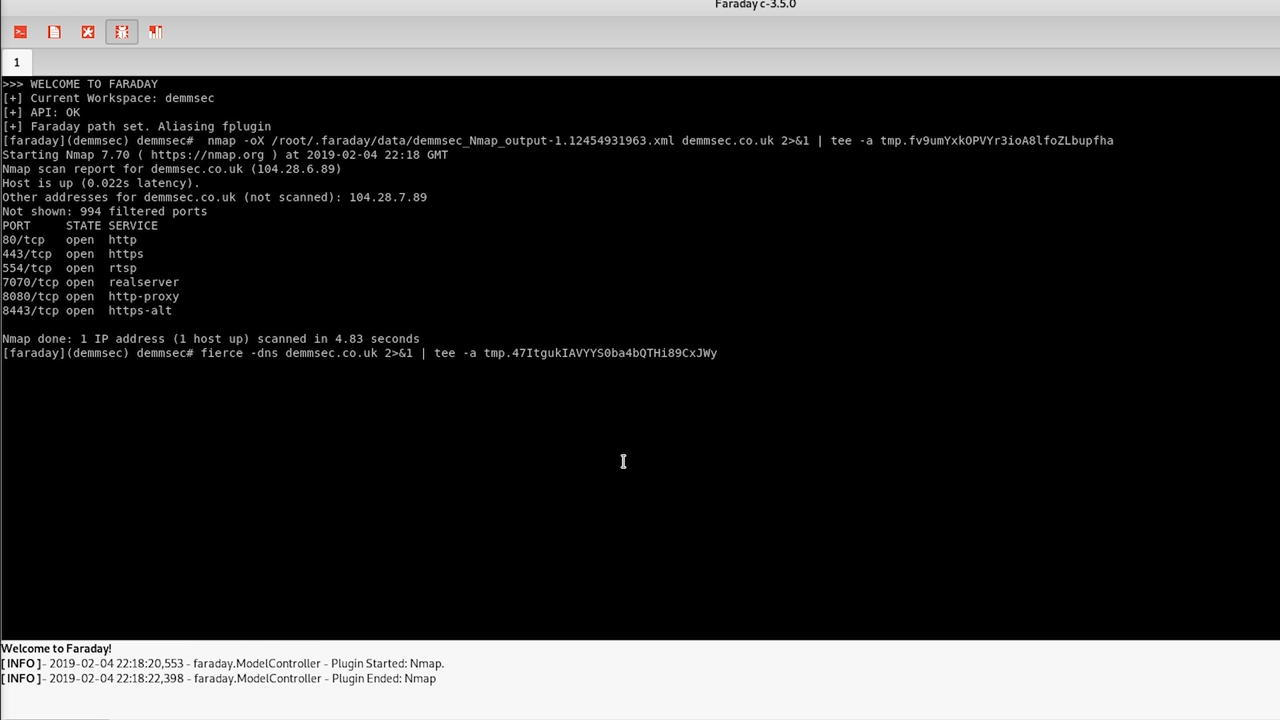 Faraday c-3.5.0
1
>>> WELCOME TO FARADAY
[+] Current Workspace: demmsec
[+] API: OK
[+] Faraday path set. Aliasing fplugin
[faraday](demmsec) demmsec#  nmap -oX /root/.faraday/data/demmsec_Nmap_output-1.12454931963.xml demmsec.co.uk 2>&1 | tee -a tmp.fv9umYxkOPVYr3ioA8lfoZLbupfha
Starting Nmap 7.70 ( https://nmap.org ) at 2019-02-04 22:18 GMT
Nmap scan report for demmsec.co.uk (104.28.6.89)
Host is up (0.022s latency).
Other addresses for demmsec.co.uk (not scanned): 104.28.7.89
Not shown: 994 filtered ports
PORT     STATE SERVICE
80/tcp   open  http
443/tcp  open  https
554/tcp  open  rtsp
7070/tcp open  realserver
8080/tcp open  http-proxy
8443/tcp open  https-alt
Nmap done: 1 IP address (1 host up) scanned in 4.83 seconds
[faraday](demmsec) demmsec# fierce -dns demmsec.co.uk 2>&1 | tee -a tmp.47ItgukIAVYYS0ba4bQTHi89CxJWy
Welcome to Faraday!
[ INFO ]- 2019-02-04 22:18:20,553 - faraday.ModelController - Plugin Started: Nmap.
[ INFO ]- 2019-02-04 22:18:22,398 - faraday.ModelController - Plugin Ended: Nmap